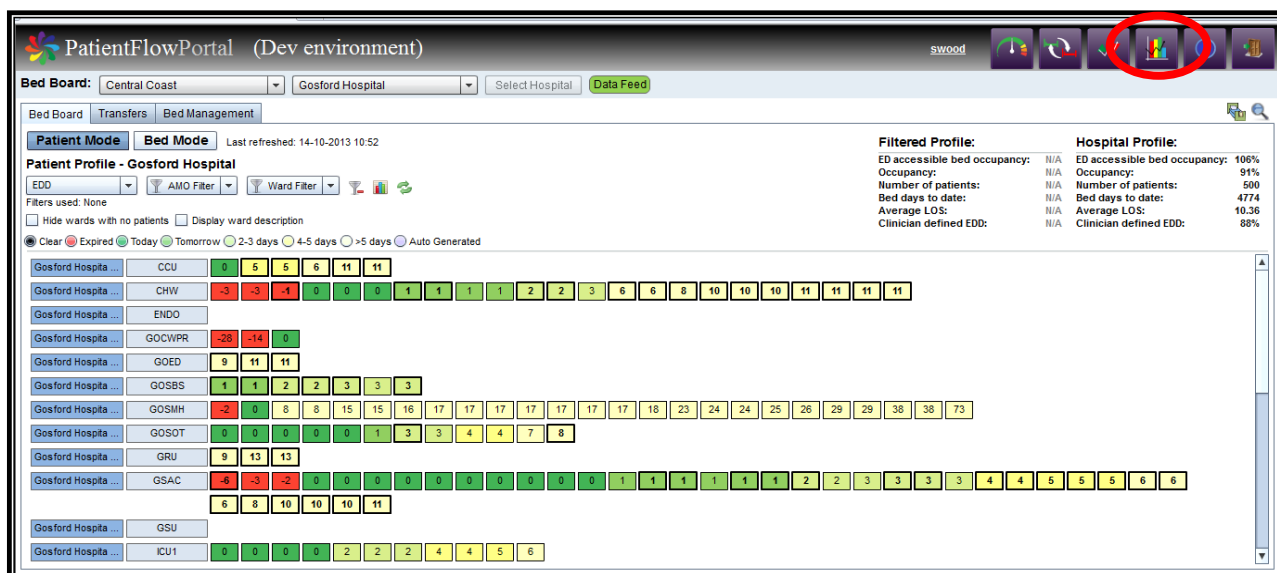 PatientFlowPortal (Dev environment) swood
Bed Board: Central Coast Gosford Hospital Select Hospital Data Feed
Bed Board Transfers Bed Management
Patient Mode Bed Mode Last refreshed: 14-10-2013 10:52
Patient Profile - Gosford Hospital
EDD AMO Filter Ward Filter
Filters used: None
Hide wards with no patients Display ward description
Clear Expired Today Tomorrow 2-3 days 4-5 days >5 days Auto Generated
Filtered Profile:
ED accessible bed occupancy: N/A
Occupancy: N/A
Number of patients: N/A
Bed days to date: N/A
Average LOS: N/A
Clinician defined EDD: N/A
Hospital Profile:
ED accessible bed occupancy: 106%
Occupancy: 91%
Number of patients: 500
Bed days to date: 4774
Average LOS: 10.36
Clinician defined EDD: 88%
Gosford Hospita ... CCU 0 5 5 6 11 11
Gosford Hospita ... CHW -3 -3 -1 0 0 0 1 1 1 1 2 2 3 6 6 8 10 10 10 11 11 11 11
Gosford Hospita ... ENDO
Gosford Hospita ... GOCWPR -28 -14 0
Gosford Hospita ... GOED 9 11 11
Gosford Hospita ... GOSBS 1 1 2 2 3 3 3
Gosford Hospita ... GOSMH -2 0 8 8 15 15 16 17 17 17 17 17 17 17 18 23 24 24 25 26 29 29 38 38 73
Gosford Hospita ... GOSOT 0 0 0 0 0 1 3 3 4 4 7 8
Gosford Hospita ... GRU 9 13 13
Gosford Hospita ... GSAC -6 -3 -2 0 0 0 0 0 0 0 0 0 0 1 1 1 1 1 1 2 2 3 3 3 3 4 4 5 5 5 6 6
6 8 10 10 10 11
Gosford Hospita ... GSU
Gosford Hospita ... ICU1 0 0 0 0 2 2 2 4 4 5 6